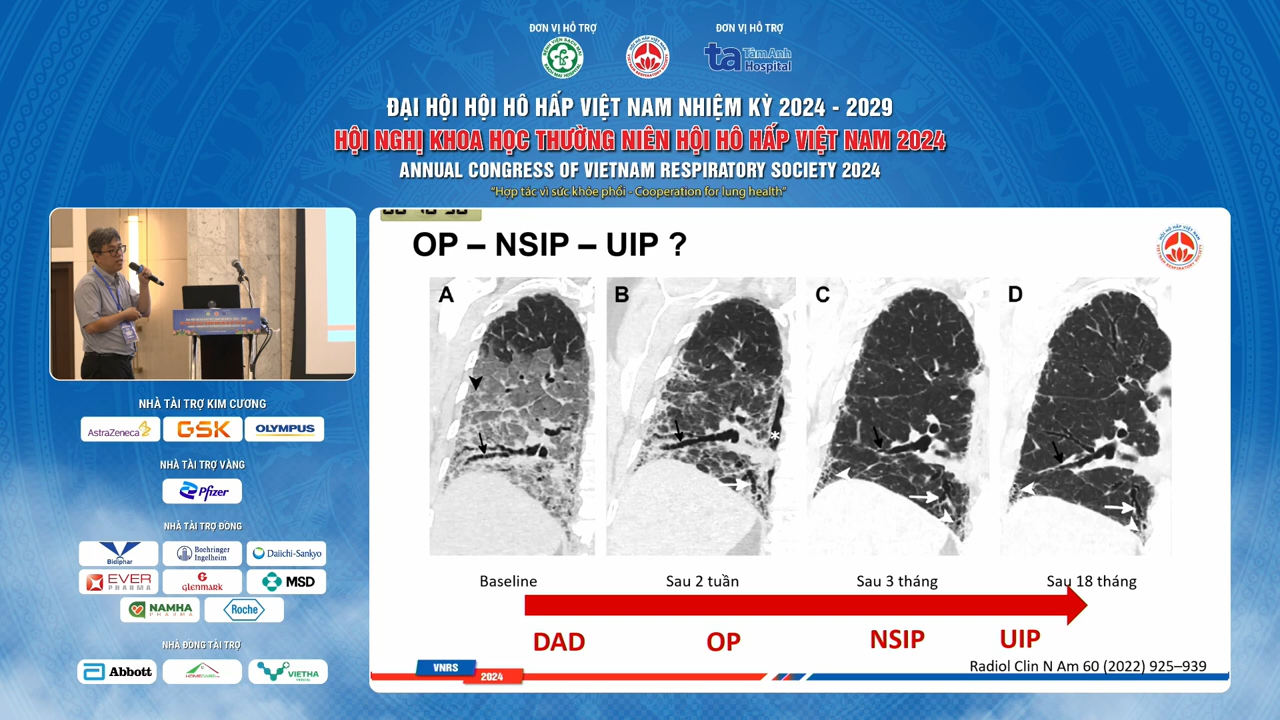 ĐƠN VỊ HỖ TRỢ
ĐƠN VỊ HỖ TRỢ
TâmAnh
Hospital
ĐẠI HỘI HỘI HÔ HẤP VIỆT NAM NHIỆM KỲ 2024 - 2029
HỘI NGHỊ KHOA HỌC THƯỜNG NIÊN HỘI HÔ HẤP VIỆT NAM 2024
ANNUAL CONGRESS OF VIETNAM RESPIRATORY SOCIETY 2024
"Hợp tác vì sức khỏe phổi - Cooperation for lung health"
OP – NSIP – UIP ?
A
B
C
D
*
Baseline
Sau 2 tuần
Sau 3 tháng
Sau 18 tháng
DAD
OP
NSIP
UIP
Radiol Clin N Am 60 (2022) 925–939
VNRS
2024
NHÀ TÀI TRỢ KIM CƯƠNG
AstraZeneca
GSK
OLYMPUS
NHÀ TÀI TRỢ VÀNG
Pfizer
NHÀ TÀI TRỢ ĐỒNG
Bidiphar
Boehringer
Ingelheim
Daiichi-Sankyo
EVER
PHARMA
GLENMARK
MSD
NAMHA
PHARMA
Roche
NHÀ ĐỒNG TÀI TRỢ
Abbott
VIETHA